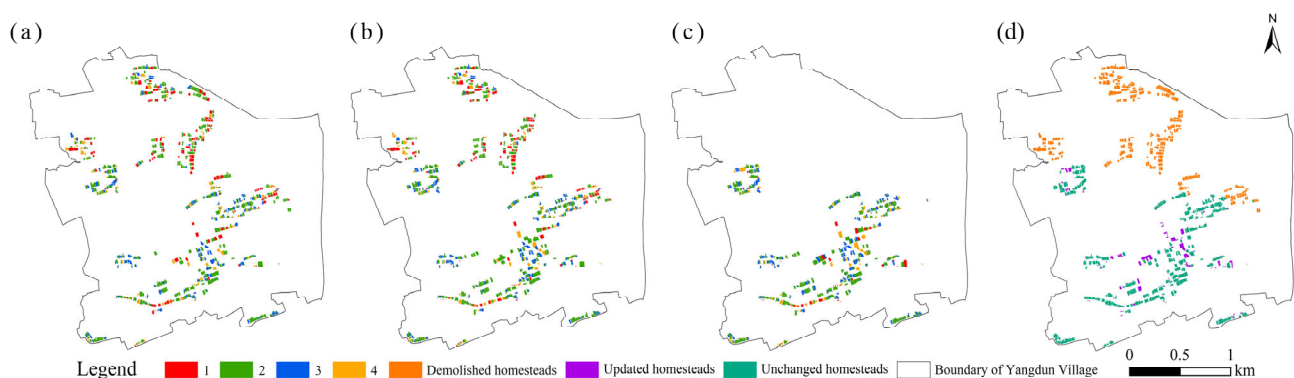 (a) (b) (c) (d) N
Legend 1 2 3 4 Demolished homesteads Updated homesteads Unchanged homesteads Boundary of Yangdun Village 0 0.5 1
km